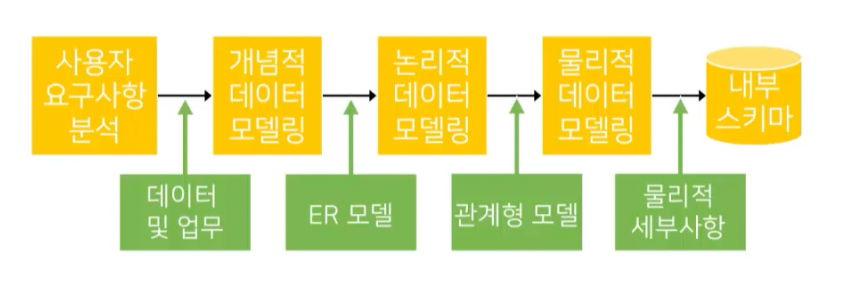 사용자
요구사항
분석
개념적
데이터
모델링
논리적
데이터
모델링
물리적
데이터
모델링
내부
스키마
데이터
및 업무
ER 모델
관계형 모델
물리적
세부사항